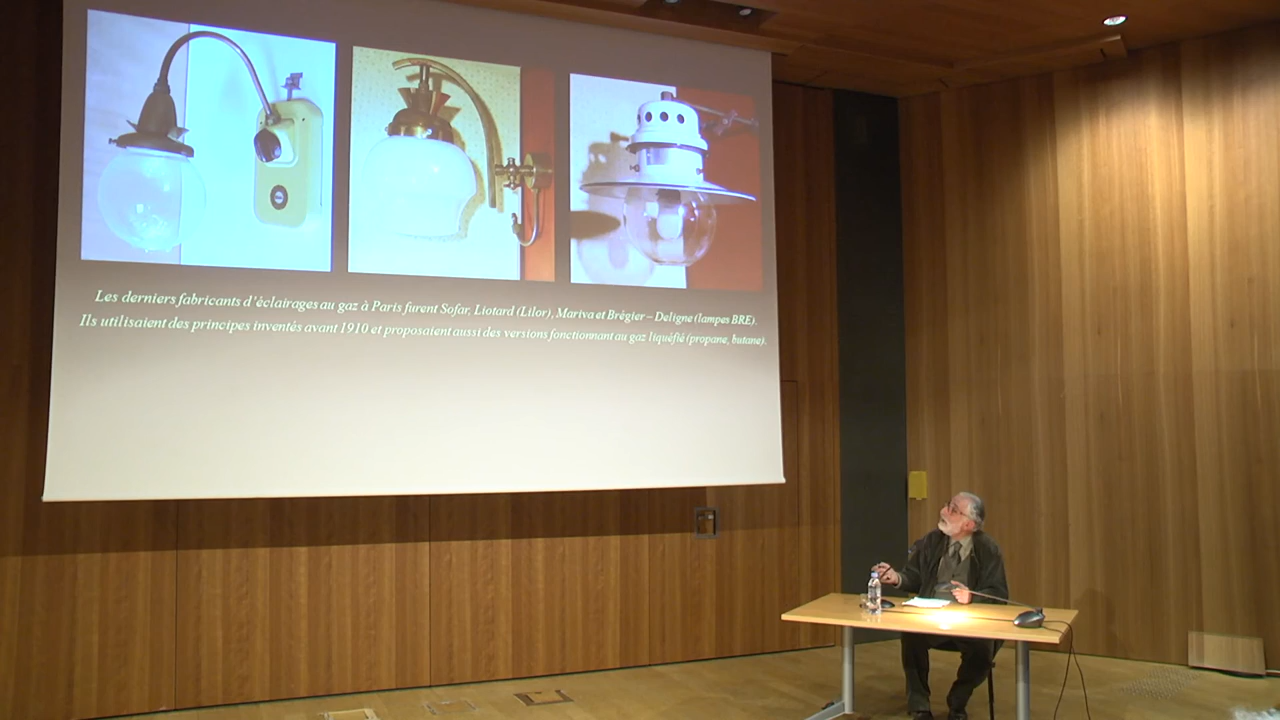 Les derniers fabricants d'éclairages au gaz à Paris furent Sofar, Liotard (Lilor), Mariva et Brégier – Deligne (lampes BRE).
Ils utilisaient des principes inventés avant 1910 et proposaient aussi des versions fonctionnant au gaz liquéfié (propane, butane).